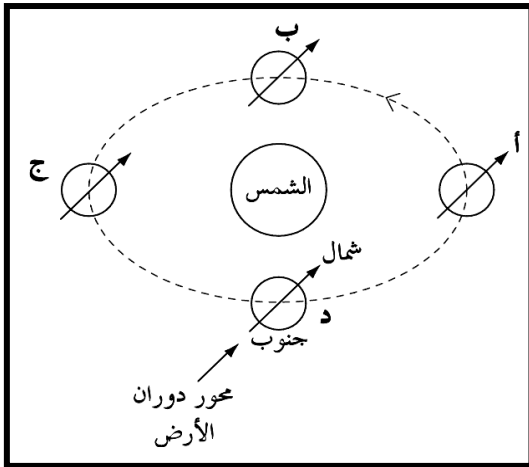 ب
أ
ج
الشمس
شمال
د
جنوب
محور دوران
الأرض